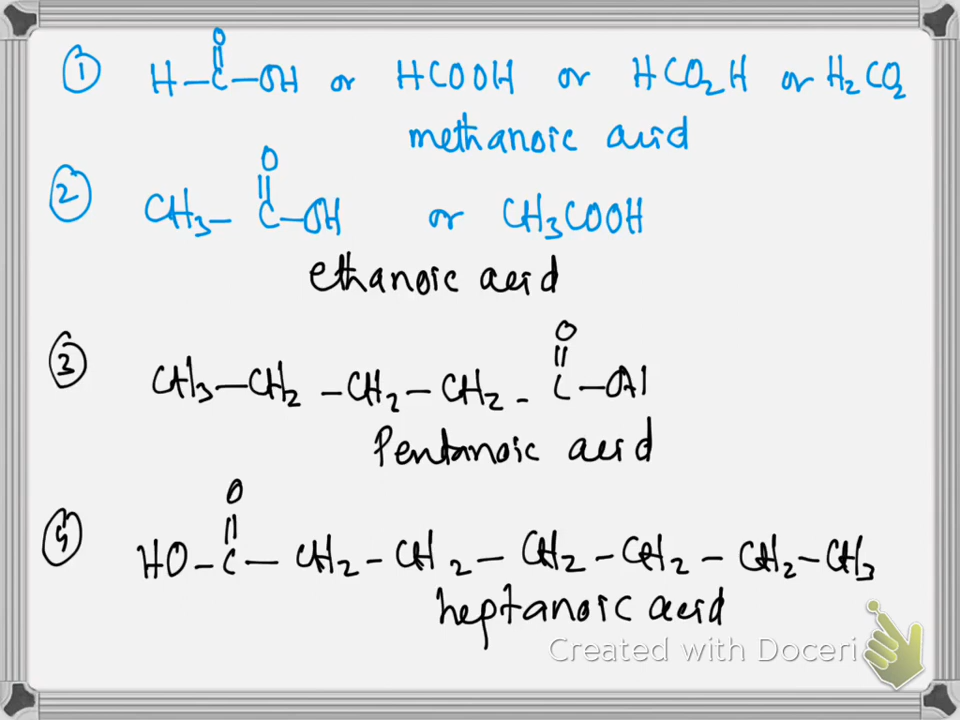 ① H–C(=O)–OH or HCOOH or HCO₂H or H₂CO₂
methanoic acid
② CH₃–C(=O)–OH or CH₃COOH
ethanoic acid
③ CH₃–CH₂–CH₂–CH₂–C(=O)–OH
Pentanoic acid
④ HO–C(=O)–CH₂–CH₂–CH₂–CH₂–CH₂–CH₃
heptanoic acid
Created with Doceri